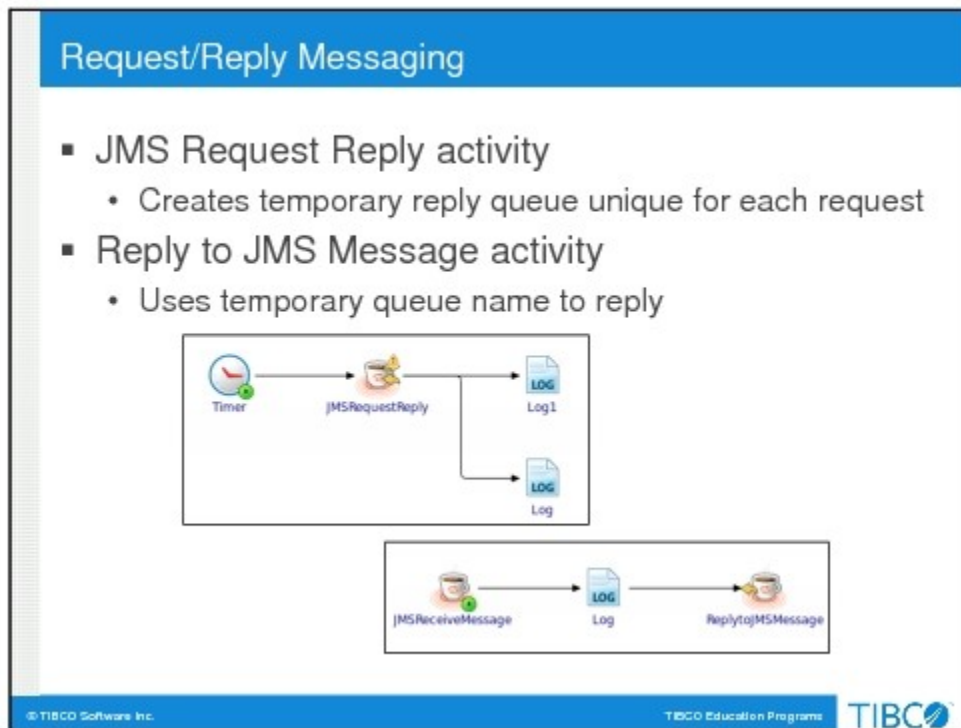 Request/Reply Messaging
▪ JMS Request Reply activity
• Creates temporary reply queue unique for each request
▪ Reply to JMS Message activity
• Uses temporary queue name to reply
LOG
Timer
JMSRequestReply
Log1
LOG
Log
LOG
JMSReceiveMessage
Log
ReplytoJMSMessage
© TIBCO Software Inc.
TIBCO Education Programs
TIBCO